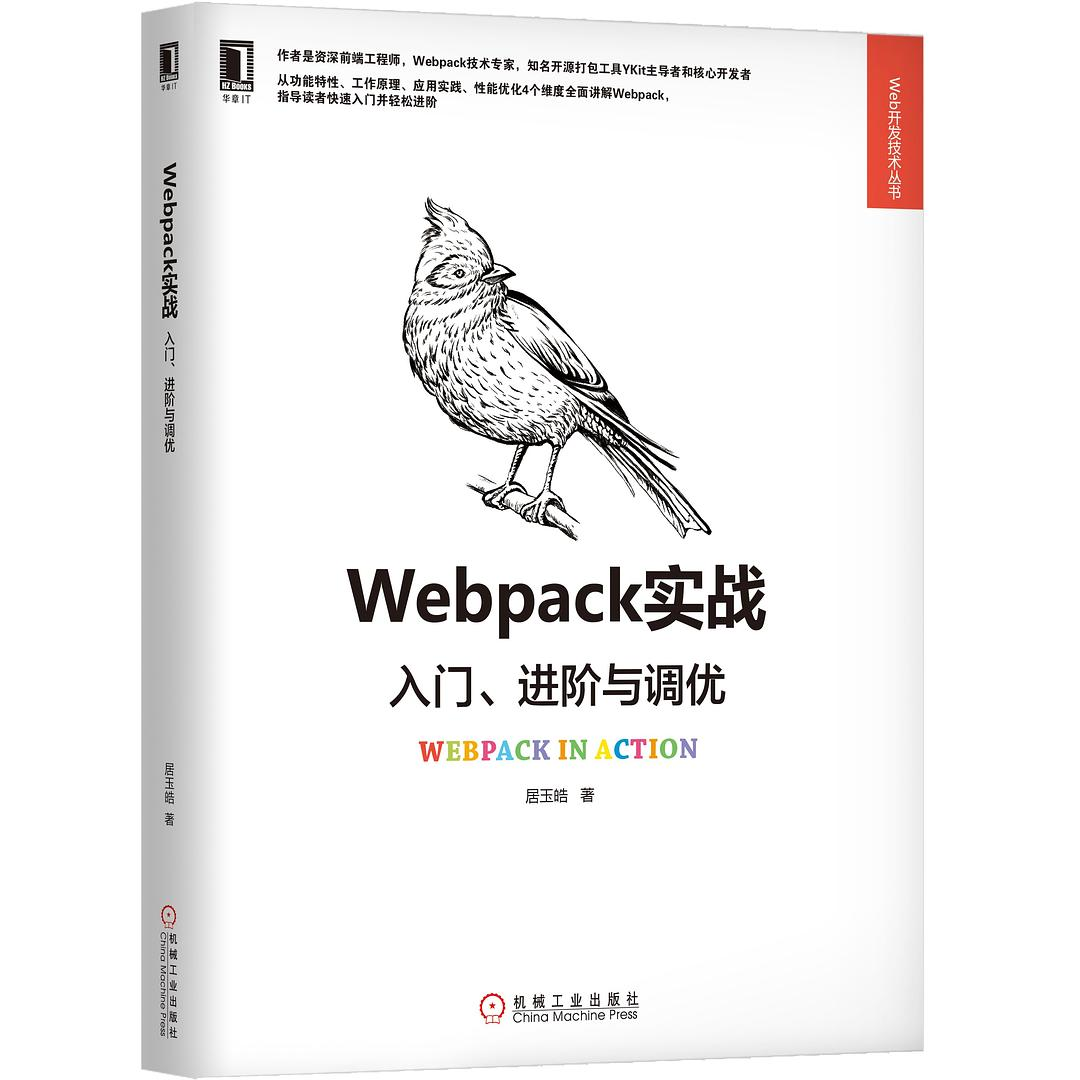 HZ Books
华章IT
Webpack实战
入门、进阶与调优
居玉皓 著
机械工业出版社
China Machine Press
HZ BOOKS
华章IT
作者是资深前端工程师，Webpack技术专家，知名开源打包工具YKit主导者和核心开发者
从功能特性、工作原理、应用实践、性能优化4个维度全面讲解Webpack，
指导读者快速入门并轻松进阶
Web开发技术丛书
Webpack实战
入门、进阶与调优
WEBPACK IN ACTION
居玉皓 著
机械工业出版社
China Machine Press